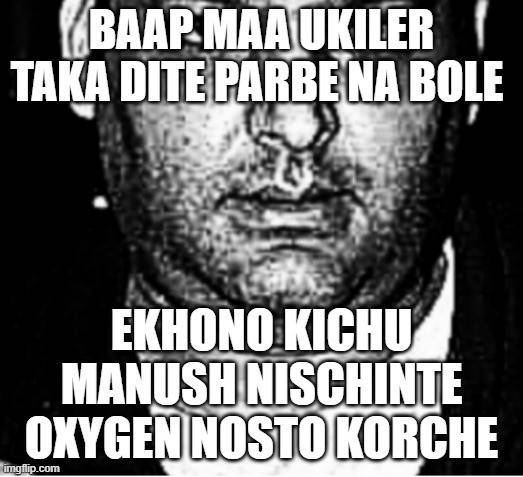 BAAP MAA UKILER
TAKA DITE PARBE NA BOLE
EKHONO KICHU
MANUSH NISCHINTE
OXYGEN NOSTO KORCHE
imgflip.com